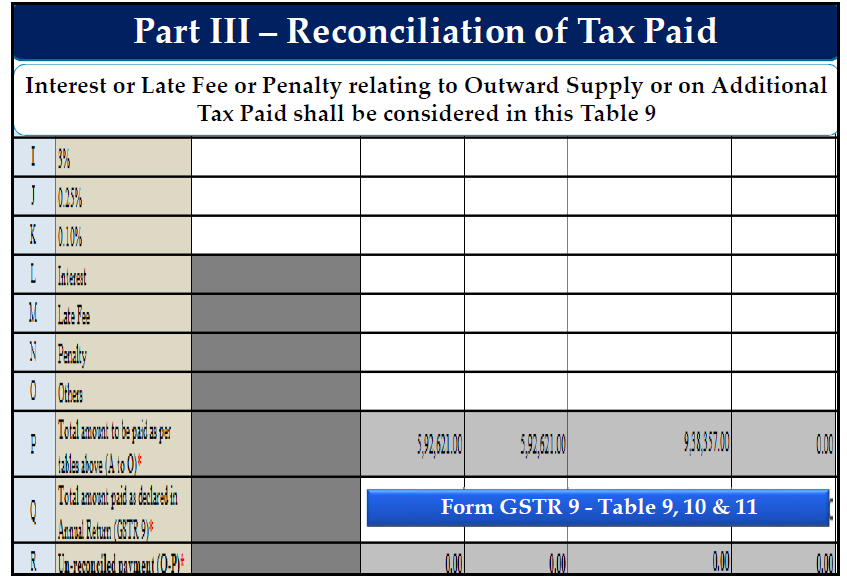 Part III – Reconciliation of Tax Paid
Interest or Late Fee or Penalty relating to Outward Supply or on Additional
Tax Paid shall be considered in this Table 9
I 3%
J 0.25%
K 0.10%
L Interest
M Late Fee
N Penalty
O Others
P Total amount to be paid as per
tables above (A to O)* 5,92,621.00 5,92,621.00 9,38,357.00 0.00
Q Total amount paid as declared in
Annual Return (GSTR 9)*
Form GSTR 9 - Table 9, 10 & 11
R Un-reconciled payment (Q-P)* 0.00 0.00 0.00 0.00